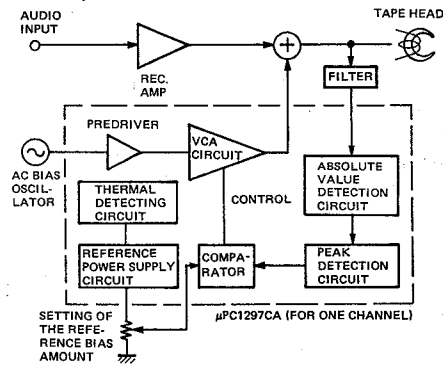 AUDIO
INPUT
REC.
AMP
TAPE HEAD
FILTER
PREDRIVER
VCA
CIRCUIT
AC BIAS
OSCIL-
LATOR
THERMAL
DETECTING
CIRCUIT
CONTROL
ABSOLUTE
VALUE
DETECTION
CIRCUIT
REFERENCE
POWER SUPPLY
CIRCUIT
COMPA-
RATOR
PEAK
DETECTION
CIRCUIT
SETTING OF
THE REFE-
RENCE BIAS
AMOUNT
μPC1297CA (FOR ONE CHANNEL)